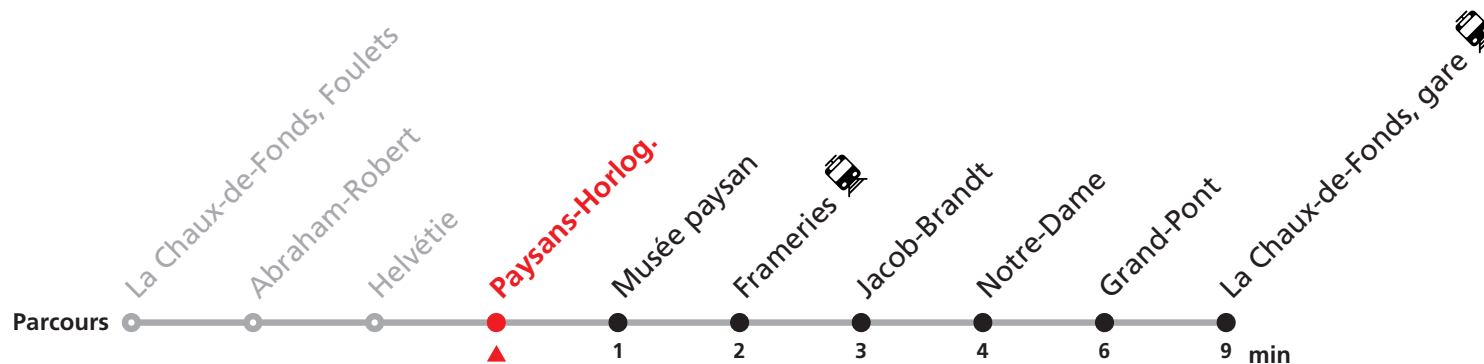 La Chaux-de-Fonds, Foulets
Abraham-Robert
Helvétie
Paysans-Horlog.
Musée paysan
Frameries
Jacob-Brandt
Notre-Dame
Grand-Pont
La Chaux-de-Fonds, gare
Parcours
1 2 3 4 6 9 min